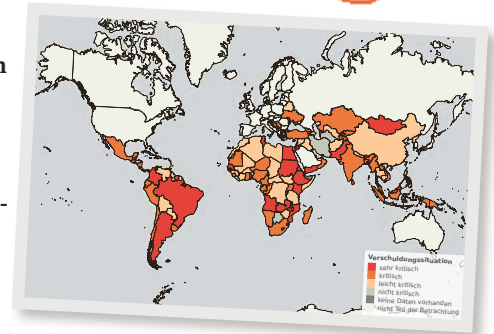 n
-
Verschuldungssituation
sehr kritisch
kritisch
leicht kritisch
nicht kritisch
keine Daten vorhanden
nicht Teil der Betrachtung